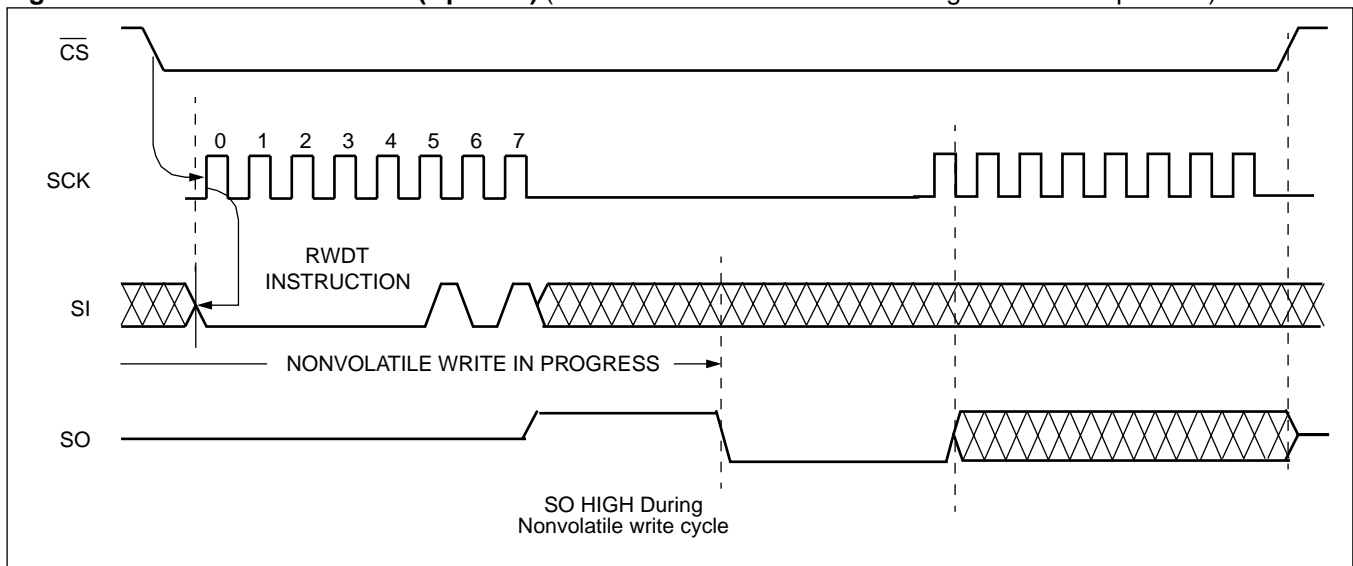 (
CS
0 1 2 3 4 5 6 7
SCK
RWDT
INSTRUCTION
SI
NONVOLATILE WRITE IN PROGRESS
SO
SO HIGH During
Nonvolatile write cycle